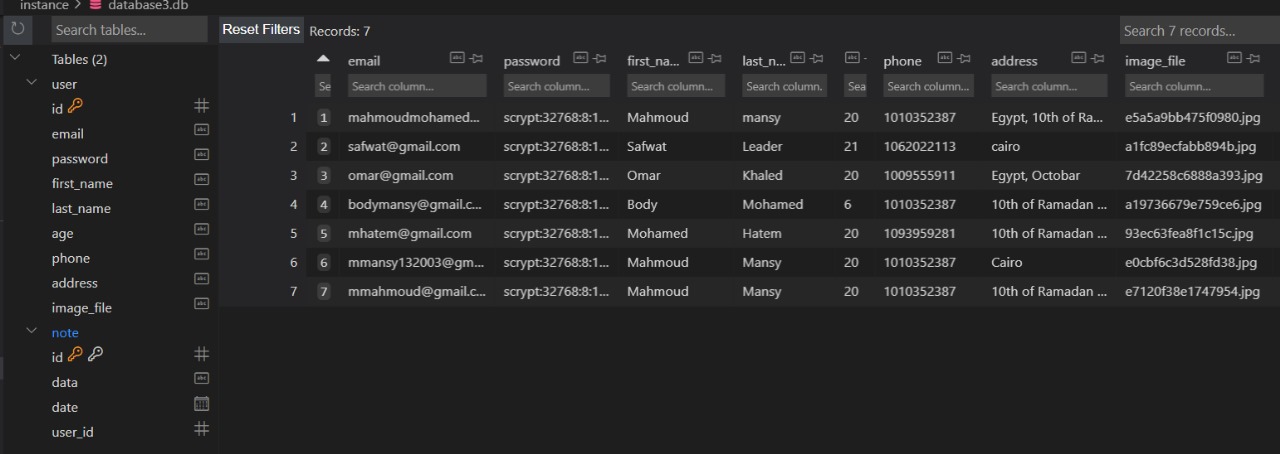 instance > database3.db
Search tables... Reset Filters Records: 7 Search 7 records...
Tables (2)
user
id
email
password
first_name
last_name
age
phone
address
image_file
note
id
data
date
user_id
email password first_na... last_n... phone address image_file
Se Search column... Search column... Search column... Search column. Sea Search column... Search column... Search column...
1 1 mahmoudmohamed... scrypt:32768:8:1... Mahmoud mansy 20 1010352387 Egypt, 10th of Ra... e5a5a9bb475f0980.jpg
2 2 safwat@gmail.com scrypt:32768:8:1... Safwat Leader 21 1062022113 cairo a1fc89ecfabb894b.jpg
3 3 omar@gmail.com scrypt:32768:8:1... Omar Khaled 20 1009555911 Egypt, Octobar 7d42258c6888a393.jpg
4 4 bodymansy@gmail.c... scrypt:32768:8:1... Body Mohamed 6 1010352387 10th of Ramadan ... a19736679e759ce6.jpg
5 5 mhatem@gmail.com scrypt:32768:8:1... Mohamed Hatem 20 1093959281 10th of Ramadan ... 93ec63fea8f1c15c.jpg
6 6 mmansy132003@gm... scrypt:32768:8:1... Mahmoud Mansy 20 1010352387 Cairo e0cbf6c3d528fd38.jpg
7 7 mmahmoud@gmail.c... scrypt:32768:8:1... Mahmoud Mansy 20 1010352387 10th of Ramadan ... e7120f38e1747954.jpg